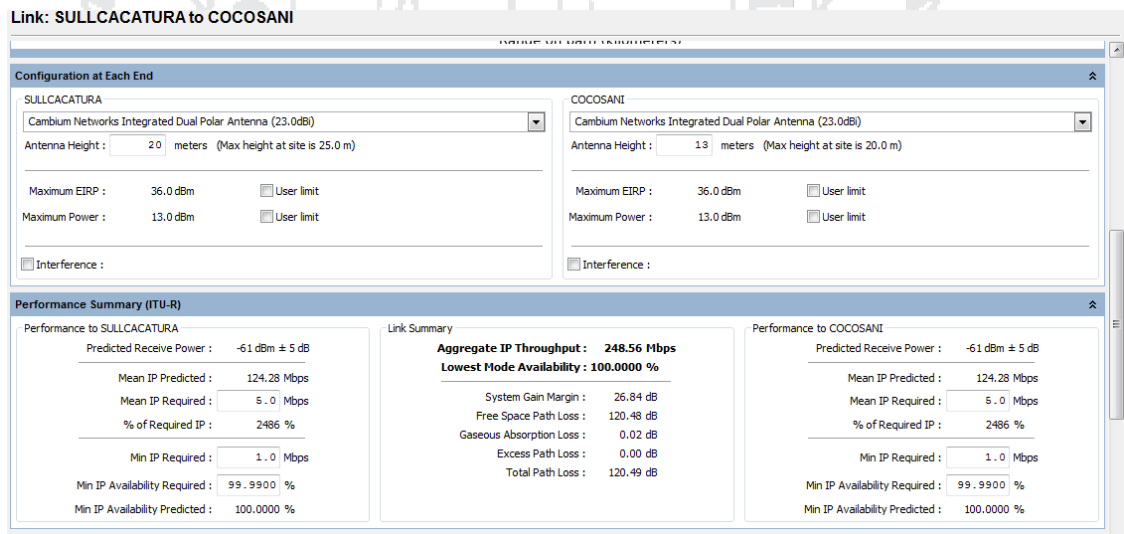 Link: SULLCACATURA to COCOSANI
Range on path (kilometers)
Configuration at Each End
SULLCACATURA
Cambium Networks Integrated Dual Polar Antenna (23.0dBi)
Antenna Height : 20 meters (Max height at site is 25.0 m)
Maximum EIRP : 36.0 dBm User limit
Maximum Power : 13.0 dBm User limit
Interference :
COCOSANI
Cambium Networks Integrated Dual Polar Antenna (23.0dBi)
Antenna Height : 13 meters (Max height at site is 20.0 m)
Maximum EIRP : 36.0 dBm User limit
Maximum Power : 13.0 dBm User limit
Interference :
Performance Summary (ITU-R)
Performance to SULLCACATURA
Predicted Receive Power : -61 dBm ± 5 dB
Mean IP Predicted : 124.28 Mbps
Mean IP Required : 5.0 Mbps
% of Required IP : 2486 %
Min IP Required : 1.0 Mbps
Min IP Availability Required : 99.9900 %
Min IP Availability Predicted : 100.0000 %
Link Summary
Aggregate IP Throughput : 248.56 Mbps
Lowest Mode Availability : 100.0000 %
System Gain Margin : 26.84 dB
Free Space Path Loss : 120.48 dB
Gaseous Absorption Loss : 0.02 dB
Excess Path Loss : 0.00 dB
Total Path Loss : 120.49 dB
Performance to COCOSANI
Predicted Receive Power : -61 dBm ± 5 dB
Mean IP Predicted : 124.28 Mbps
Mean IP Required : 5.0 Mbps
% of Required IP : 2486 %
Min IP Required : 1.0 Mbps
Min IP Availability Required : 99.9900 %
Min IP Availability Predicted : 100.0000 %